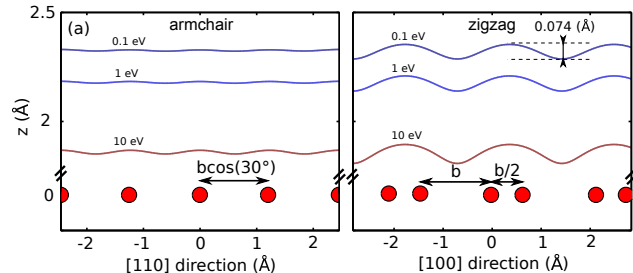 2.5
(a)
armchair
zigzag
0.1 eV
0.1 eV
0.074 (Å)
1 eV
1 eV
z (Å)
2
10 eV
10 eV
bcos(30°)
b
b/2
0
-2
-1
0
1
2
-2
-1
0
1
2
[110] direction (Å)
[100] direction (Å)